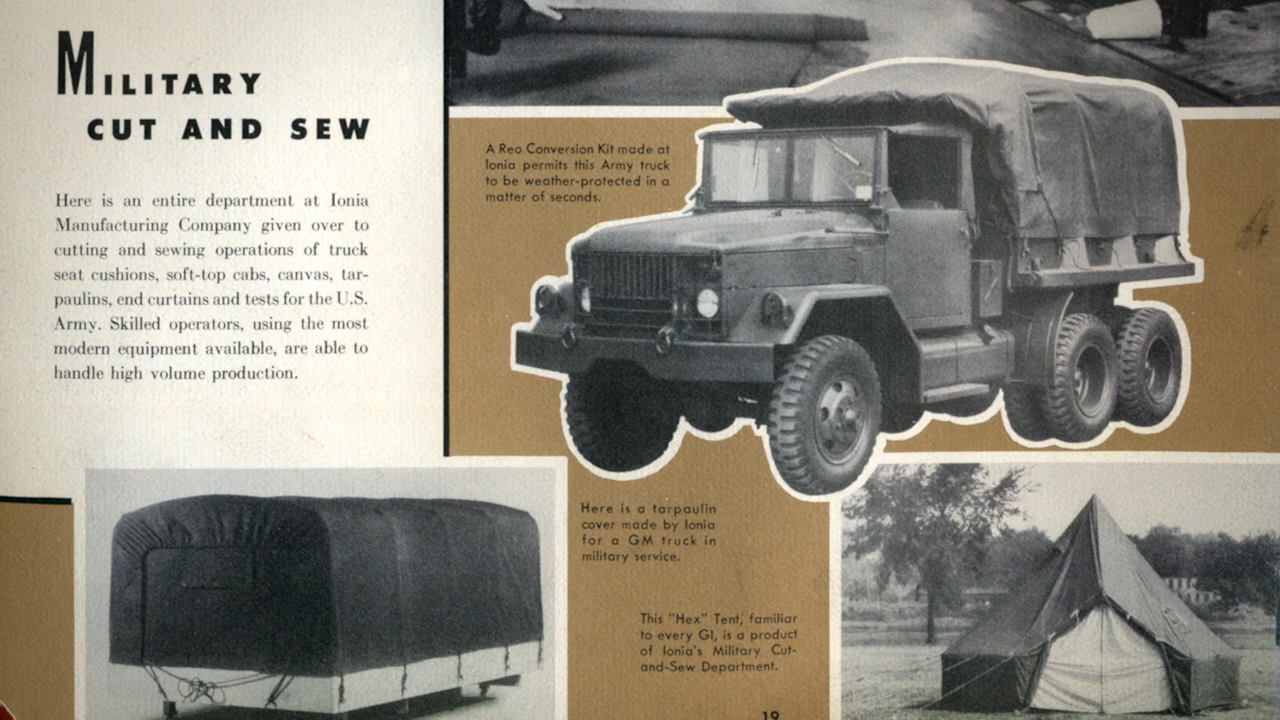 MILITARY
CUT AND SEW
Here is an entire department at Ionia
Manufacturing Company given over to
cutting and sewing operations of truck
seat cushions, soft-top cabs, canvas, tar-
paulins, end curtains and tests for the U.S.
Army. Skilled operators, using the most
modern equipment available, are able to
handle high volume production.
A Reo Conversion Kit made at
Ionia permits this Army truck
to be weather-protected in a
matter of seconds.
Here is a tarpaulin
cover made by Ionia
for a GM truck in
military service.
This "Hex" Tent, familiar
to every GI, is a product
of Ionia's Military Cut-
and-Sew Department.
19